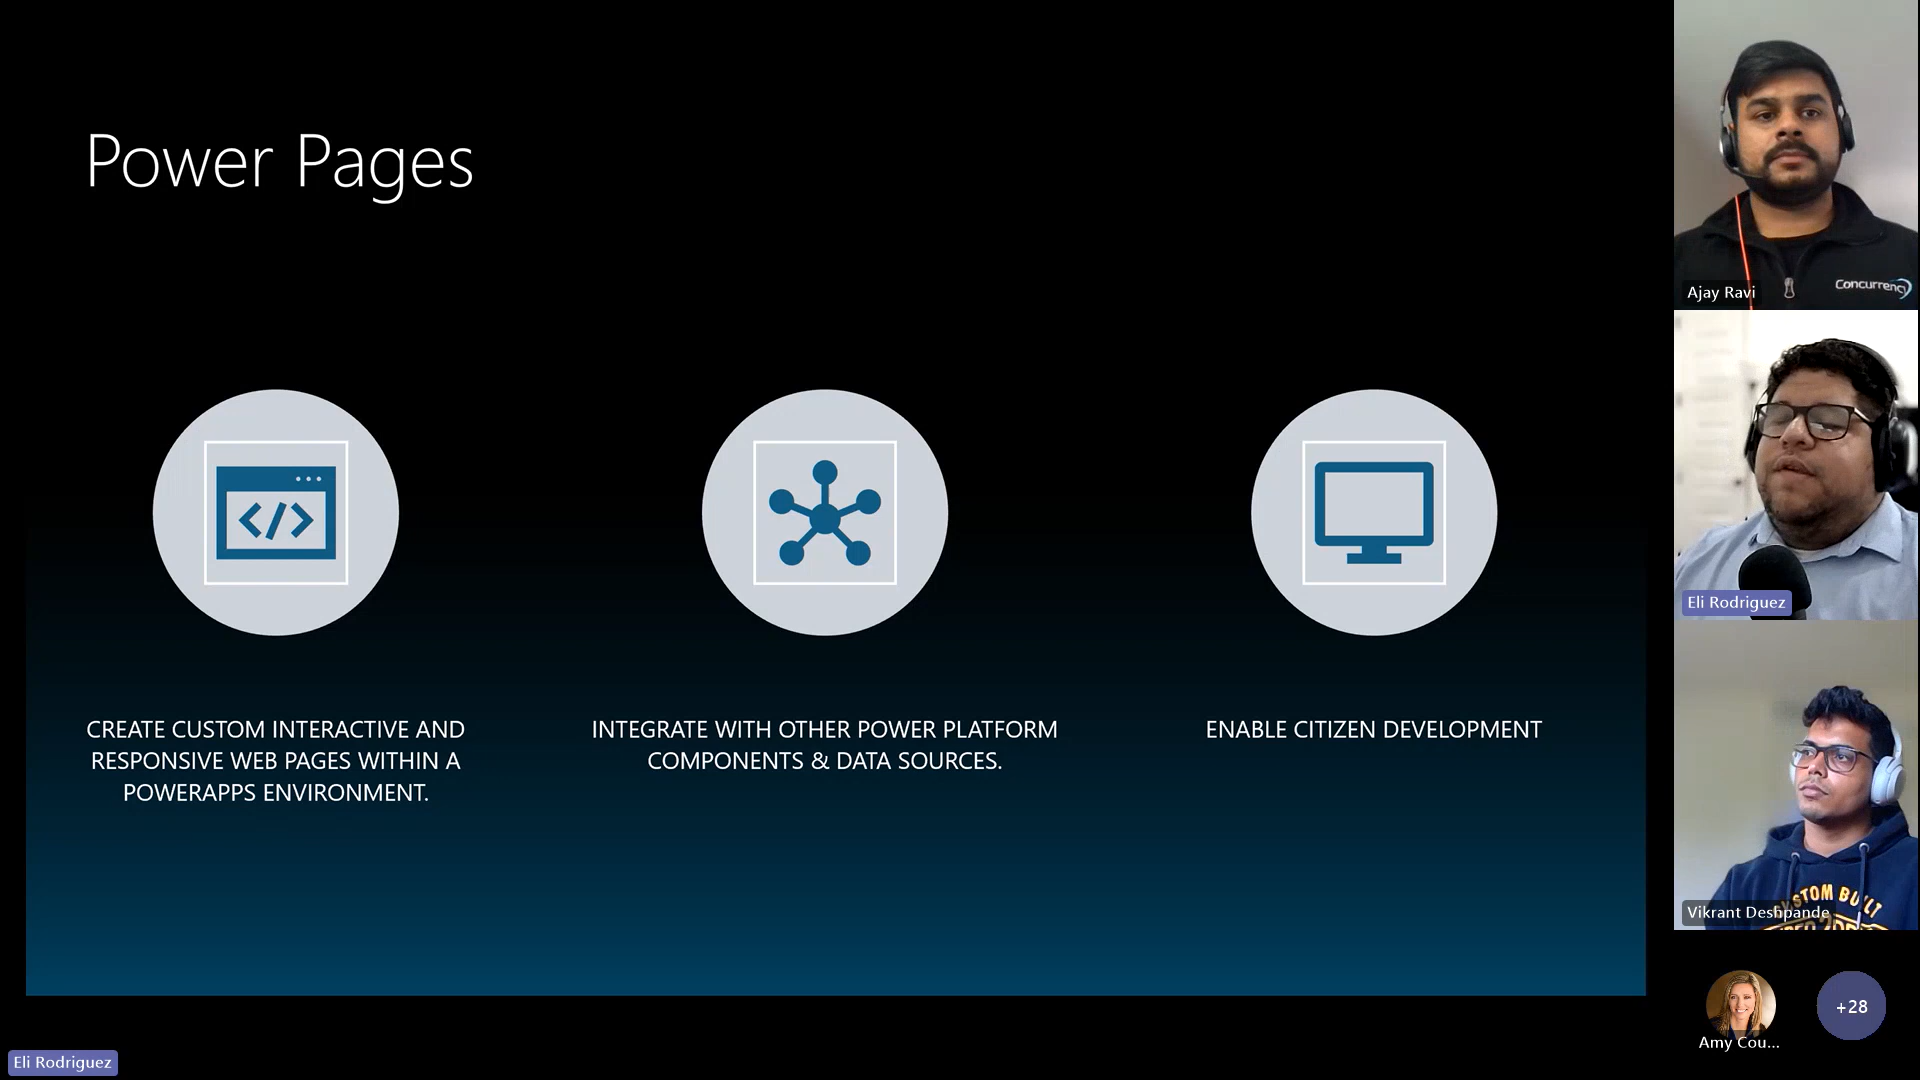 Power Pages
</>
CREATE CUSTOM INTERACTIVE AND
RESPONSIVE WEB PAGES WITHIN A
POWERAPPS ENVIRONMENT.
INTEGRATE WITH OTHER POWER PLATFORM
COMPONENTS & DATA SOURCES.
ENABLE CITIZEN DEVELOPMENT
Concurrency
Ajay Ravi
Eli Rodriguez
Vikrant Deshpande
Amy Cou...
+28
Eli Rodriguez